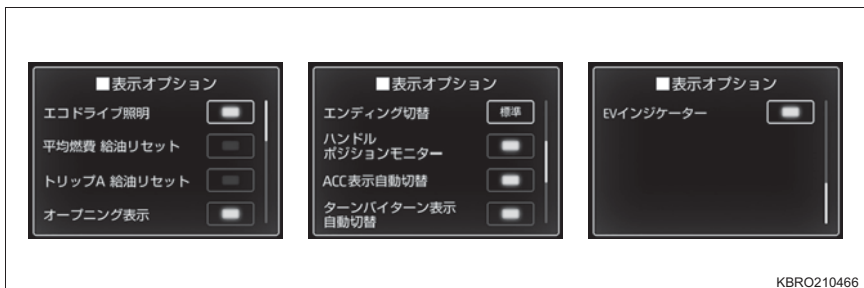 ■表示オプション
エコドライブ照明
平均燃費 給油リセット
トリップA 給油リセット
オープニング表示
■表示オプション
エンディング切替 標準
ハンドル
ポジションモニター
ACC表示自動切替
ターンバイターン表示
自動切替
■表示オプション
EVインジケーター
KBRO210466